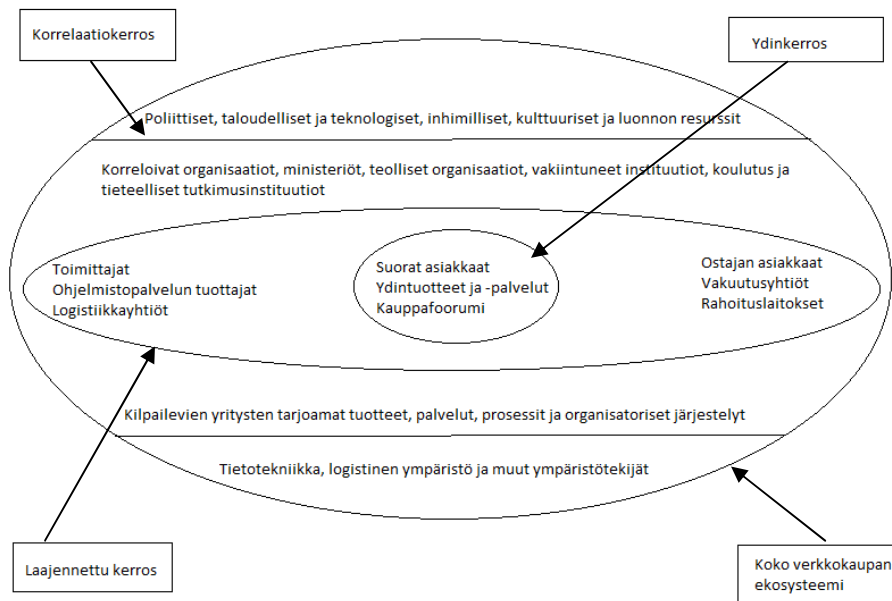 Korrelaatiokerros
Ydinkerros
Poliittiset, taloudelliset ja teknologiset, inhimilliset, kulttuuriset ja luonnon resurssit
Korreloivat organisaatiot, ministeriöt, teolliset organisaatiot, vakiintuneet instituutiot, koulutus ja
tieteelliset tutkimusinstituutiot
Toimittajat
Ohjelmistopalvelun tuottajat
Logistiikkayhtiöt
Suorat asiakkaat
Ydintuotteet ja -palvelut
Kauppafoorumi
Ostajan asiakkaat
Vakuutusyhtiöt
Rahoituslaitokset
Kilpailevien yritysten tarjoamat tuotteet, palvelut, prosessit ja organisatoriset järjestelyt
Tietotekniikka, logistinen ympäristö ja muut ympäristötekijät
Laajennettu kerros
Koko verkkokaupan
ekosysteemi